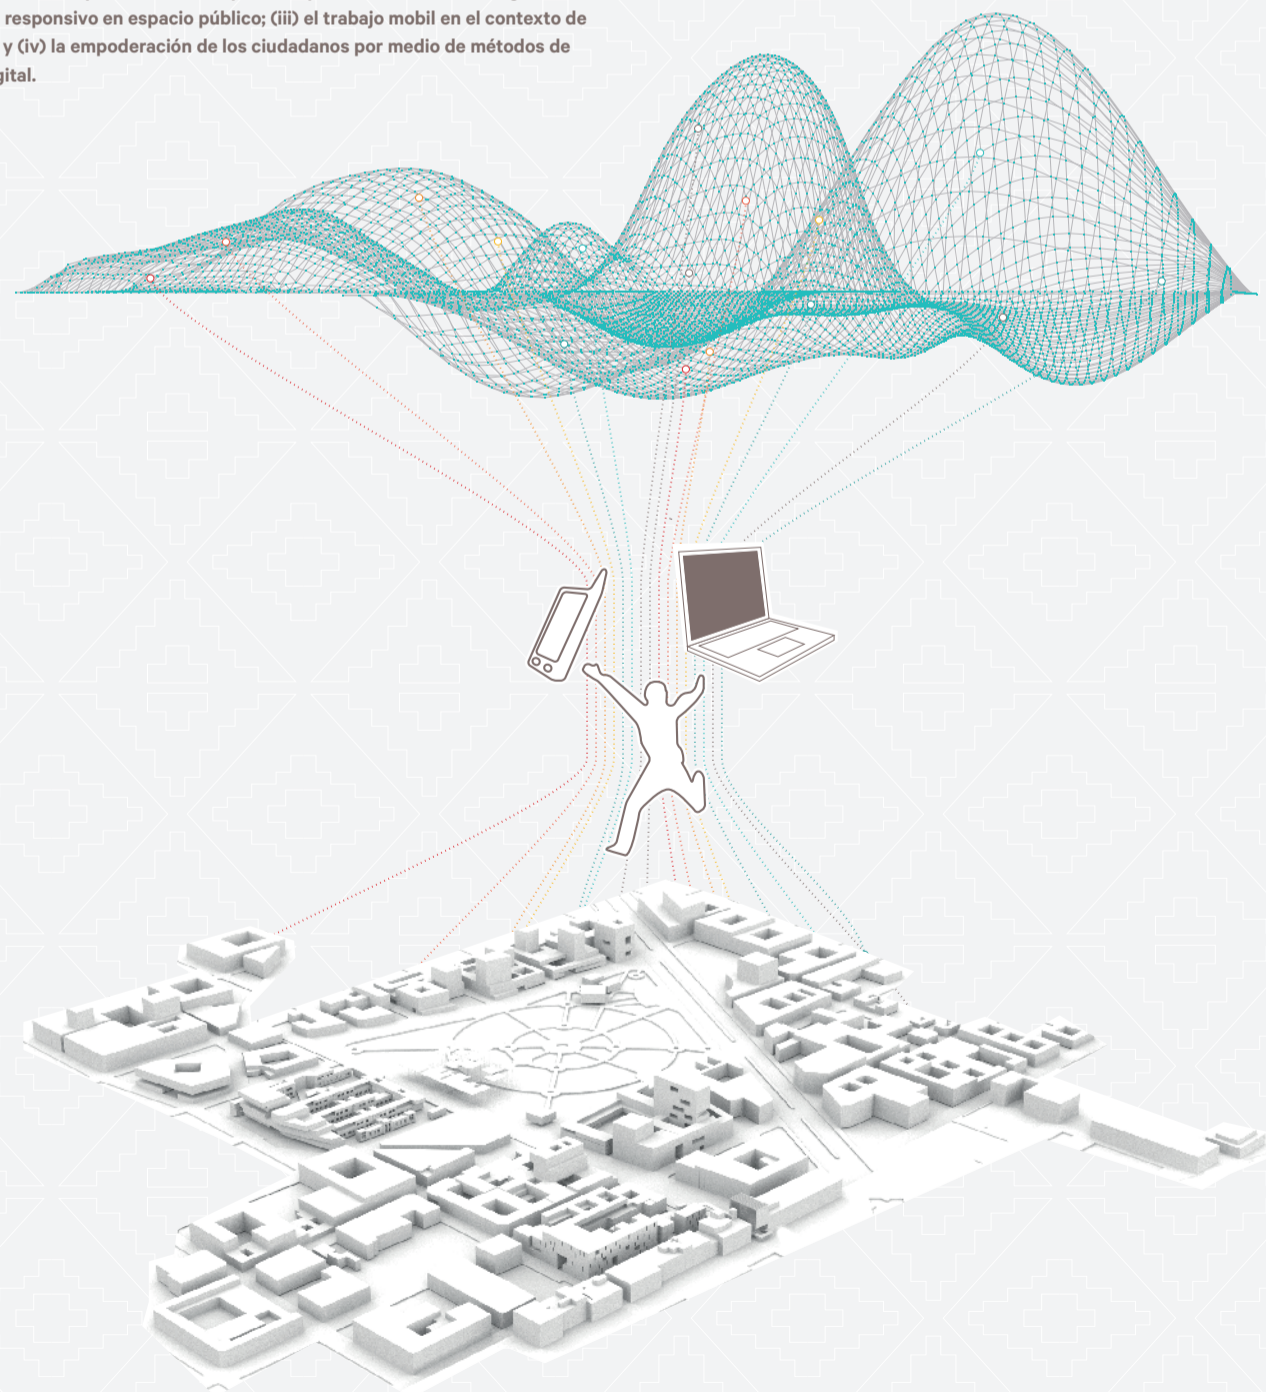 responsivo en espacio público; (iii) el trabajo mobil en el contexto de
y (iv) la empoderación de los ciudadanos por medio de métodos de
gital.